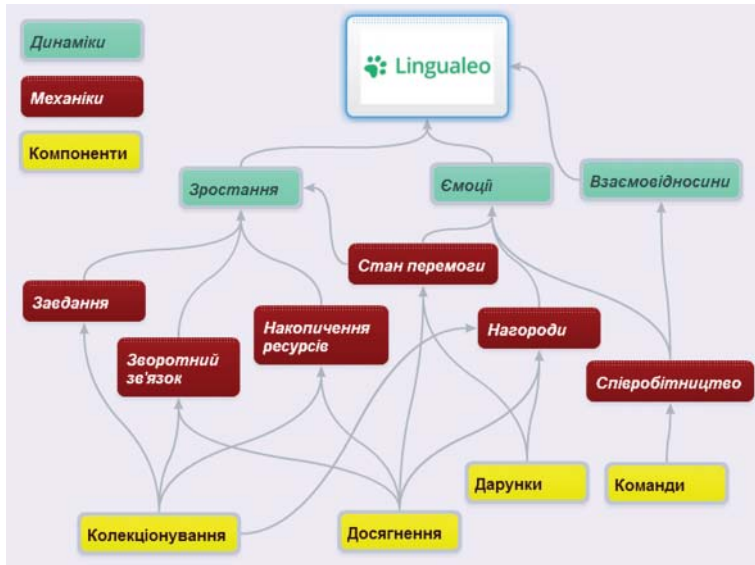 Динаміки
Механіки
Компоненти
Lingualeo
Зростання
Ємоції
Взаємовідносини
Стан перемоги
Завдання
Накопичення
ресурсів
Нагороди
Зворотний
зв'язок
Співробітництво
Дарунки
Команди
Колекціонування
Досягнення